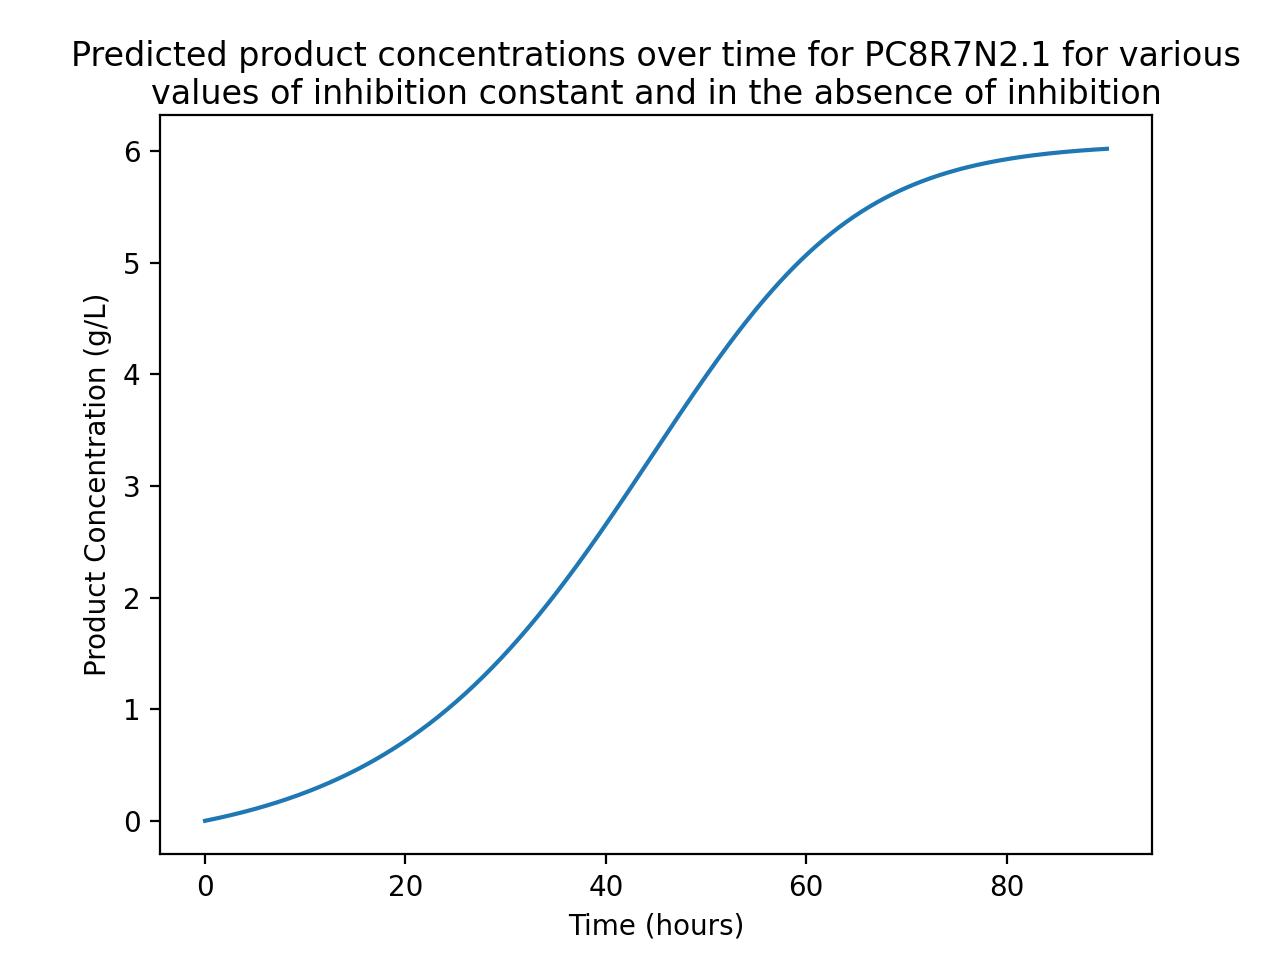 Predicted product concentrations over time for PC8R7N2.1 for various
values of inhibition constant and in the absence of inhibition
6
5
4
3
2
1
0
Product Concentration (g/L)
0 20 40 60 80
Time (hours)